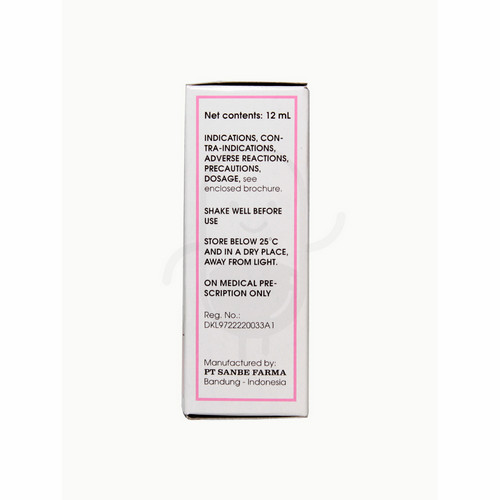 Net contents: 12 mL
INDICATIONS, CON-
TRA-INDICATIONS,
ADVERSE REACTIONS,
PRECAUTIONS,
DOSAGE, see
enclosed brochure.
SHAKE WELL BEFORE
USE
STORE BELOW 25°C
AND IN A DRY PLACE,
AWAY FROM LIGHT.
ON MEDICAL PRE-
SCRIPTION ONLY
Reg. No.:
DKL9722220033A1
Manufactured by:
PT SANBE FARMA
Bandung - Indonesia